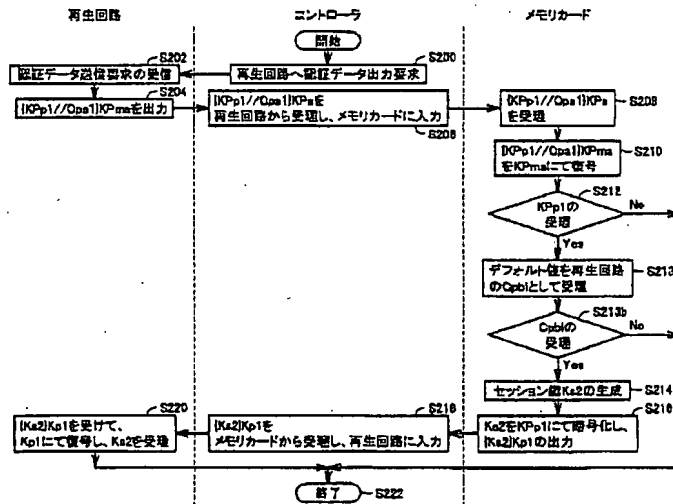 再生回路
コントローラ
メモリカード
開始
S200
再生回路へ認証データ出力要求
S202
認証データ送信要求の受信
S204
{KPp1//Cpa1}KPmaを出力
{KPp1//Cpa1}KPaを
再生回路から受理し、メモリカードに入力
S206
{KPp1//Cpa1}KPa
を受理
S208
{KPp1//Cpa1}KPma
をKPmaにて復号
S210
S212
KPp1の
受理
No
Yes
デフォルト値を再生回路
のCpbiとして受理
S213
S213b
Cpbiの
受理
No
Yes
セッション鍵Ks2の生成
S214
S216
Ks2をKPp1にて暗号化し、
{Ks2}Kp1の出力
S218
{Ks2}Kp1を
メモリカードから受理し、再生回路に入力
S220
{Ks2}Kp1を受けて、
Kp1にて復号し、Ks2を受理
終了
S222